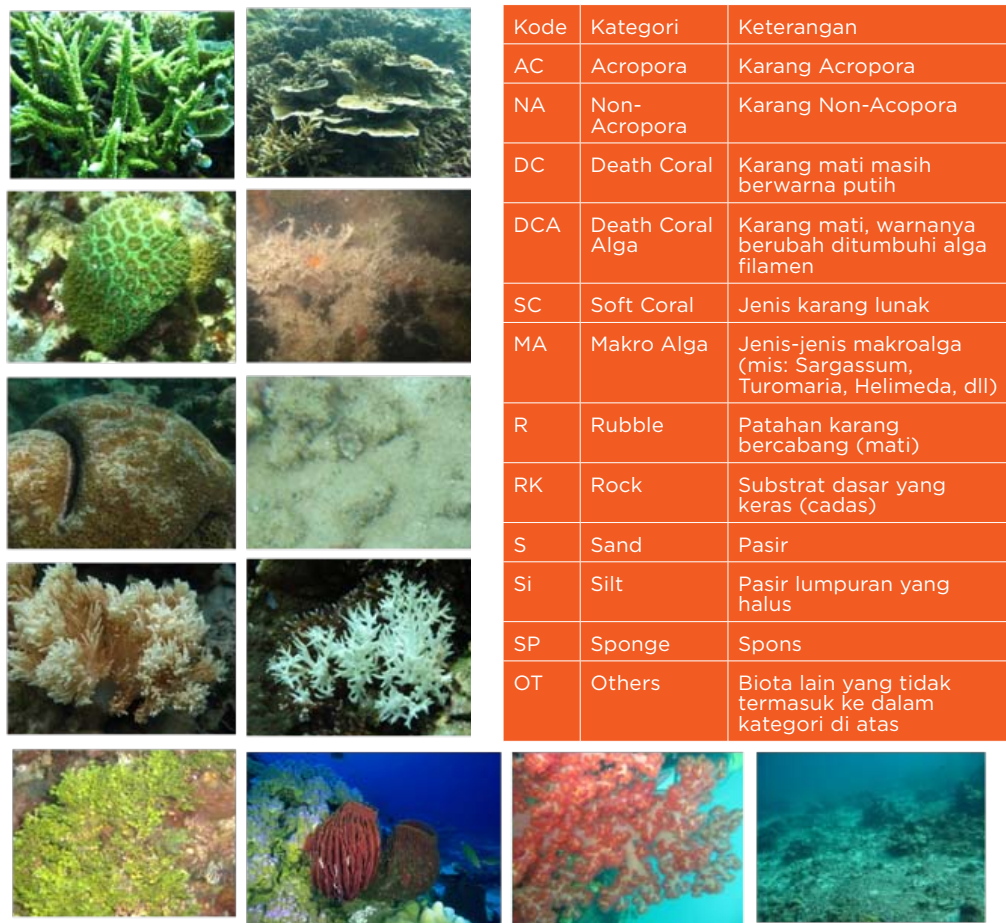 Kode Kategori Keterangan
AC Acropora Karang Acropora
NA Non-
Acropora Karang Non-Acopora
DC Death Coral Karang mati masih
berwarna putih
DCA Death Coral
Alga Karang mati, warnanya
berubah ditumbuhi alga
filamen
SC Soft Coral Jenis karang lunak
MA Makro Alga Jenis-jenis makroalga
(mis: Sargassum,
Turomaria, Helimeda, dll)
R Rubble Patahan karang
bercabang (mati)
RK Rock Substrat dasar yang
keras (cadas)
S Sand Pasir
Si Silt Pasir lumpuran yang
halus
SP Sponge Spons
OT Others Biota lain yang tidak
termasuk ke dalam
kategori di atas